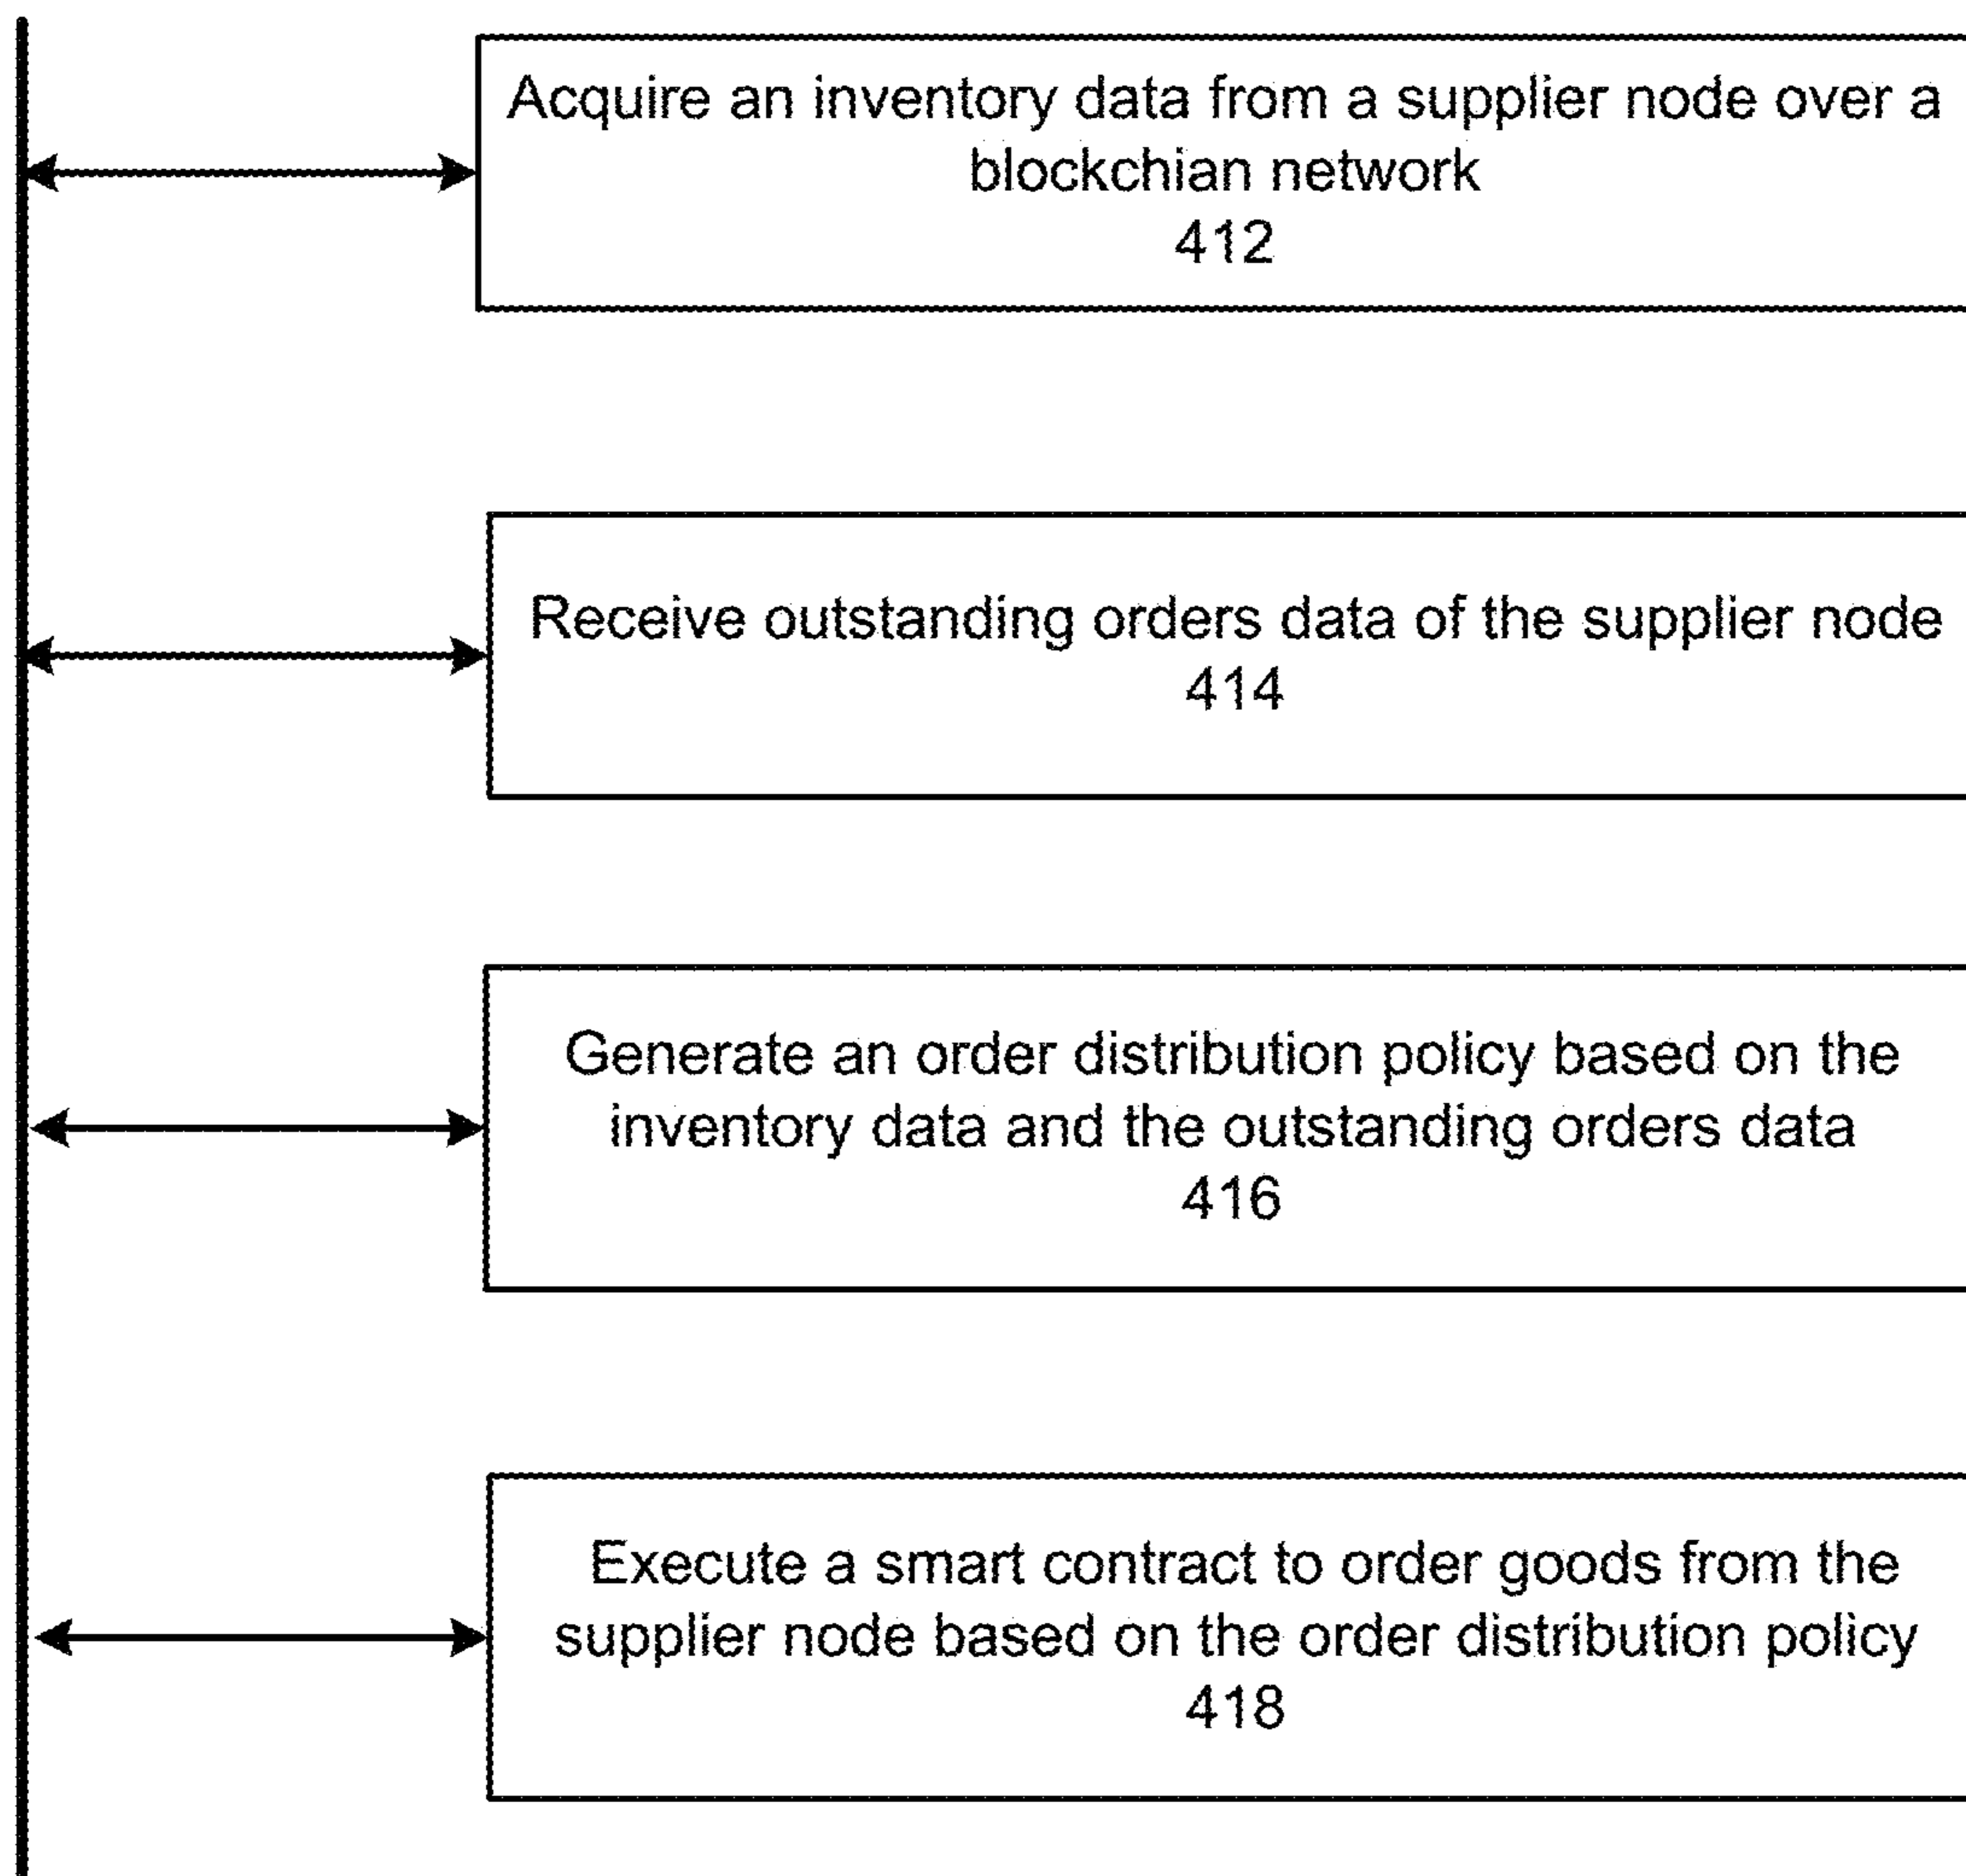 Acquire an inventory data from a supplier node over a
blockchian network
412
Receive outstanding orders data of the supplier node
414
Generate an order distribution policy based on the
inventory data and the outstanding orders data
416
Execute a smart contract to order goods from the
supplier node based on the order distribution policy
418